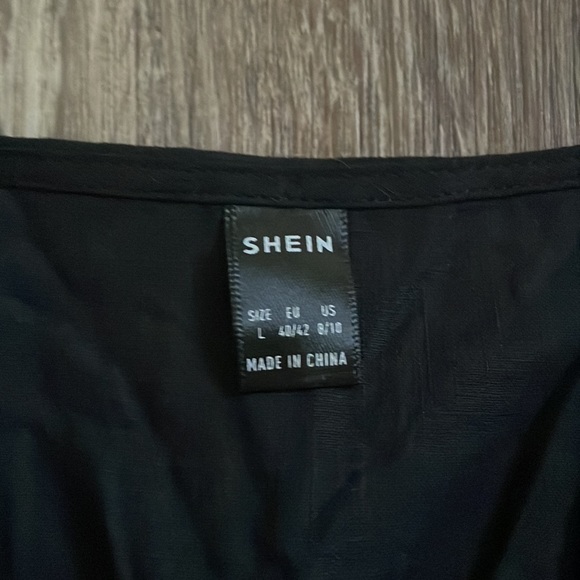 SHEIN
SIZE EU US
L 40/42 8/10
MADE IN CHINA